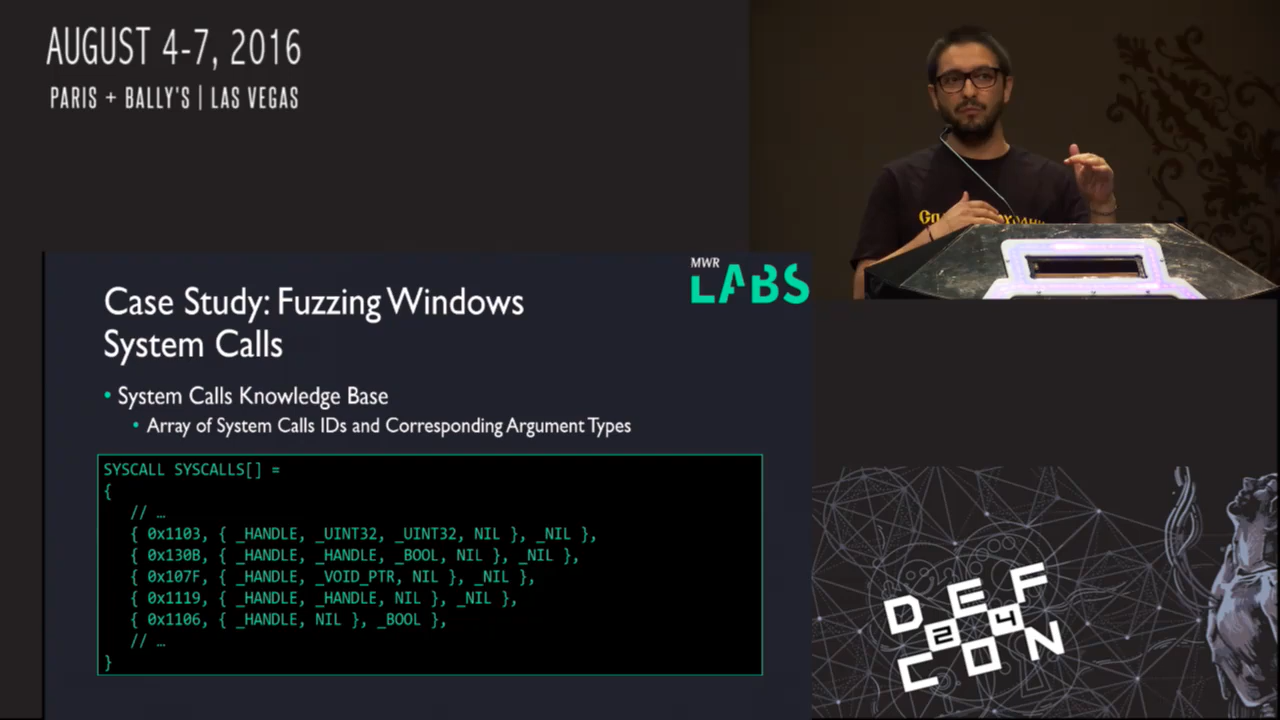 AUGUST 4-7, 2016
PARIS + BALLY'S | LAS VEGAS
MWR
LABS
Case Study: Fuzzing Windows
System Calls
• System Calls Knowledge Base
• Array of System Calls IDs and Corresponding Argument Types
SYSCALL SYSCALLS[] =
{
// …
{ 0x1103, { _HANDLE, _UINT32, _UINT32, NIL }, _NIL },
{ 0x130B, { _HANDLE, _HANDLE, _BOOL, NIL }, _NIL },
{ 0x107F, { _HANDLE, _VOID_PTR, NIL }, _NIL },
{ 0x1119, { _HANDLE, _HANDLE, NIL }, _NIL },
{ 0x1106, { _HANDLE, NIL }, _BOOL },
// …
}
DEF
24
CON